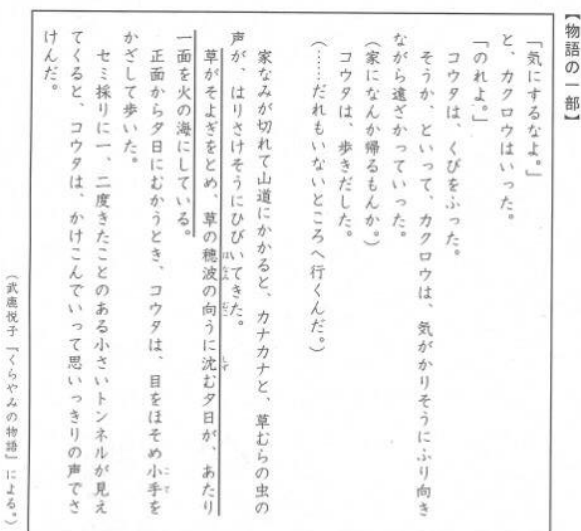 【物語の一部】
「気にするなよ。」
と、カクロウはいった。
「のれよ。」
コウタは、くびをふった。
そうか、といって、カクロウは、気がかりそうにふり向き
ながら遠ざかっていった。
(家になんか帰るもんか。)
コウタは、歩きだした。
(……だれもいないところへ行くんだ。)
家なみが切れて山道にかかると、カナカナと、草むらの虫の
声が、はりさけそうにひびいてきた。
草がそよぎをとめ、草の穂波の向うに沈む夕日が、あたり
一面を火の海にしている。
正面から夕日にむかうとき、コウタは、目をほそめ小手を
かざして歩いた。
セミ採りに一、二度きたことのある小さいトンネルが見え
てくると、コウタは、かけこんでいって思いっきりの声でさ
けんだ。
(武鹿悦子「くらやみの物語」による。)